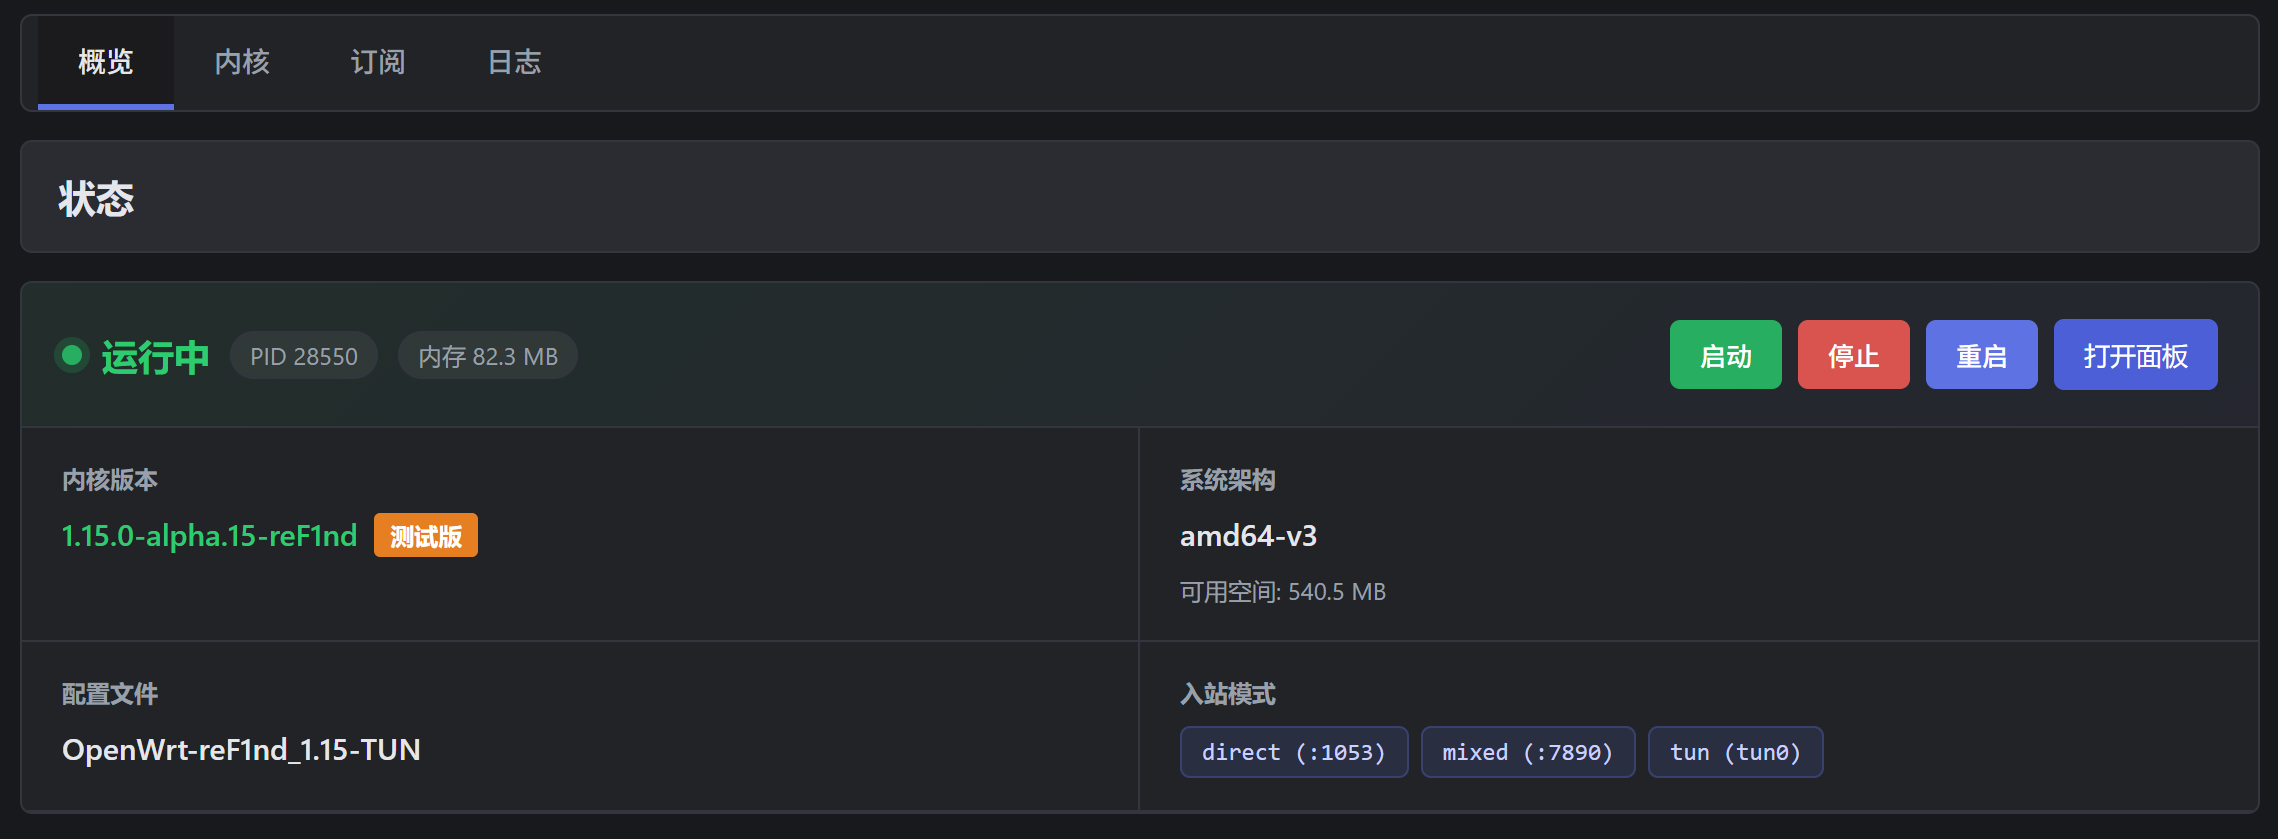 概览 内核 订阅 日志
状态
运行中 PID 28550 内存 82.3 MB 启动 停止 重启 打开面板
内核版本
1.15.0-alpha.15-reF1nd 测试版
系统架构
amd64-v3
可用空间: 540.5 MB
配置文件
OpenWrt-reF1nd_1.15-TUN
入站模式
direct (:1053) mixed (:7890) tun (tun0)